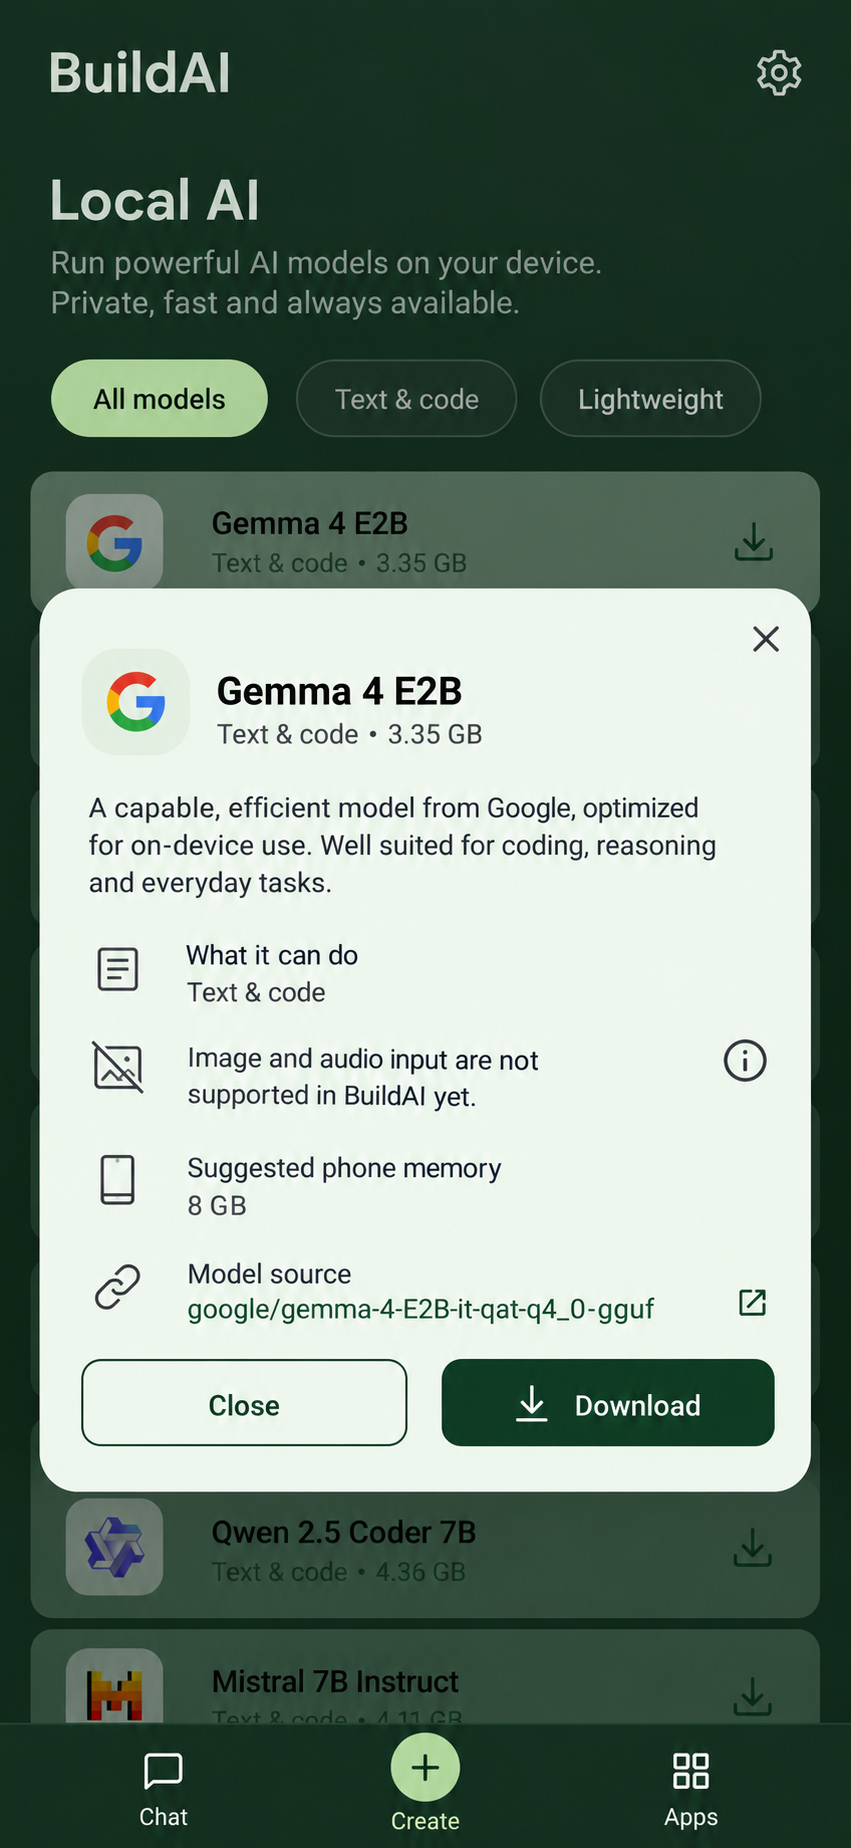 BuildAI
Local AI
Run powerful AI models on your device.
Private, fast and always available.
All models
Text & code
Lightweight
Gemma 4 E2B
Text & code • 3.35 GB
Gemma 4 E2B
Text & code • 3.35 GB
A capable, efficient model from Google, optimized
for on-device use. Well suited for coding, reasoning
and everyday tasks.
What it can do
Text & code
Image and audio input are not
supported in BuildAI yet.
Suggested phone memory
8 GB
Model source
google/gemma-4-E2B-it-qat-q4_0-gguf
Close
Download
Qwen 2.5 Coder 7B
Text & code • 4.36 GB
Mistral 7B Instruct
Text & code • 4.11 GB
Chat
Create
Apps